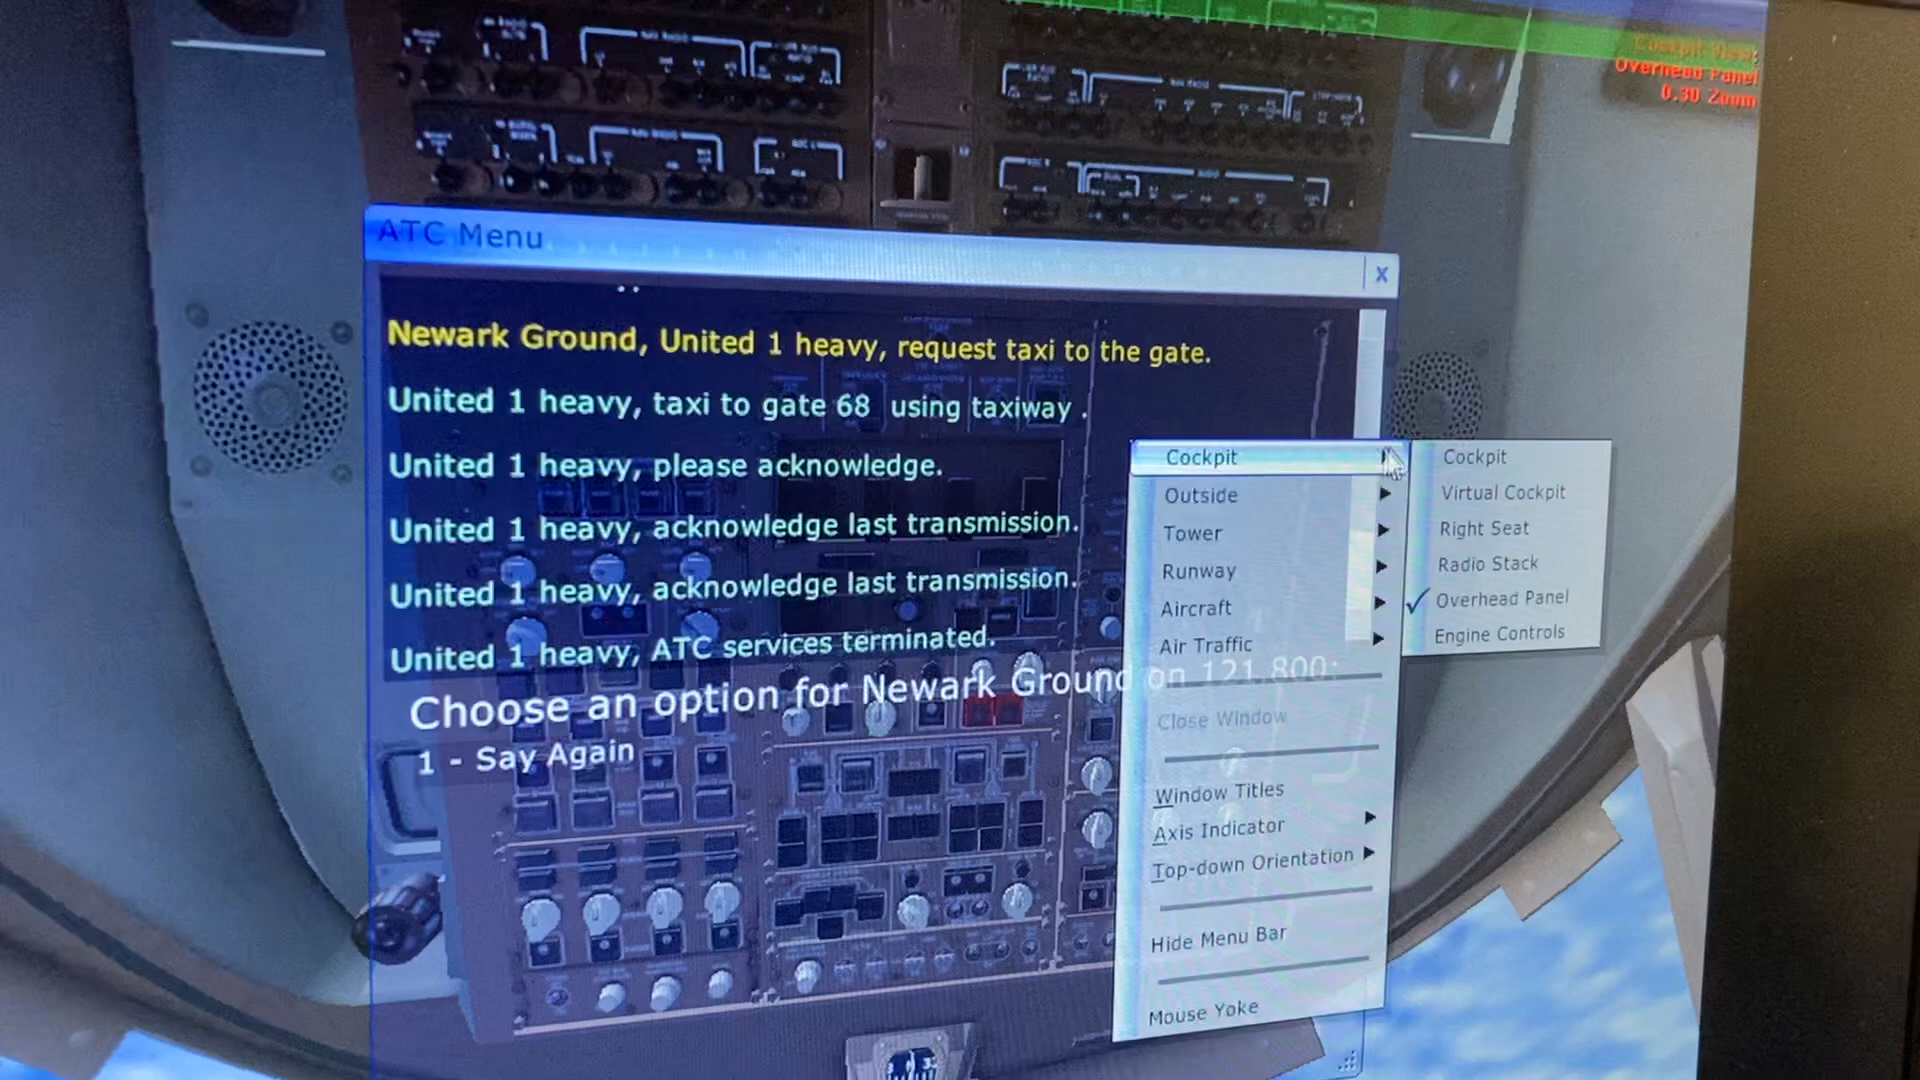 Cockpit View:
Overhead Panel
0.30 Zoom
ATC Menu
X
Newark Ground, United 1 heavy, request taxi to the gate.
United 1 heavy, taxi to gate 68 using taxiway .
United 1 heavy, please acknowledge.
United 1 heavy, acknowledge last transmission.
United 1 heavy, acknowledge last transmission.
United 1 heavy, ATC services terminated.
Choose an option for Newark Ground on 121.800:
1 - Say Again
Cockpit
Outside
Tower
Runway
Aircraft
Air Traffic
Close Window
Window Titles
Axis Indicator
Top-down Orientation
Hide Menu Bar
Mouse Yoke
Cockpit
Virtual Cockpit
Right Seat
Radio Stack
✓ Overhead Panel
Engine Controls